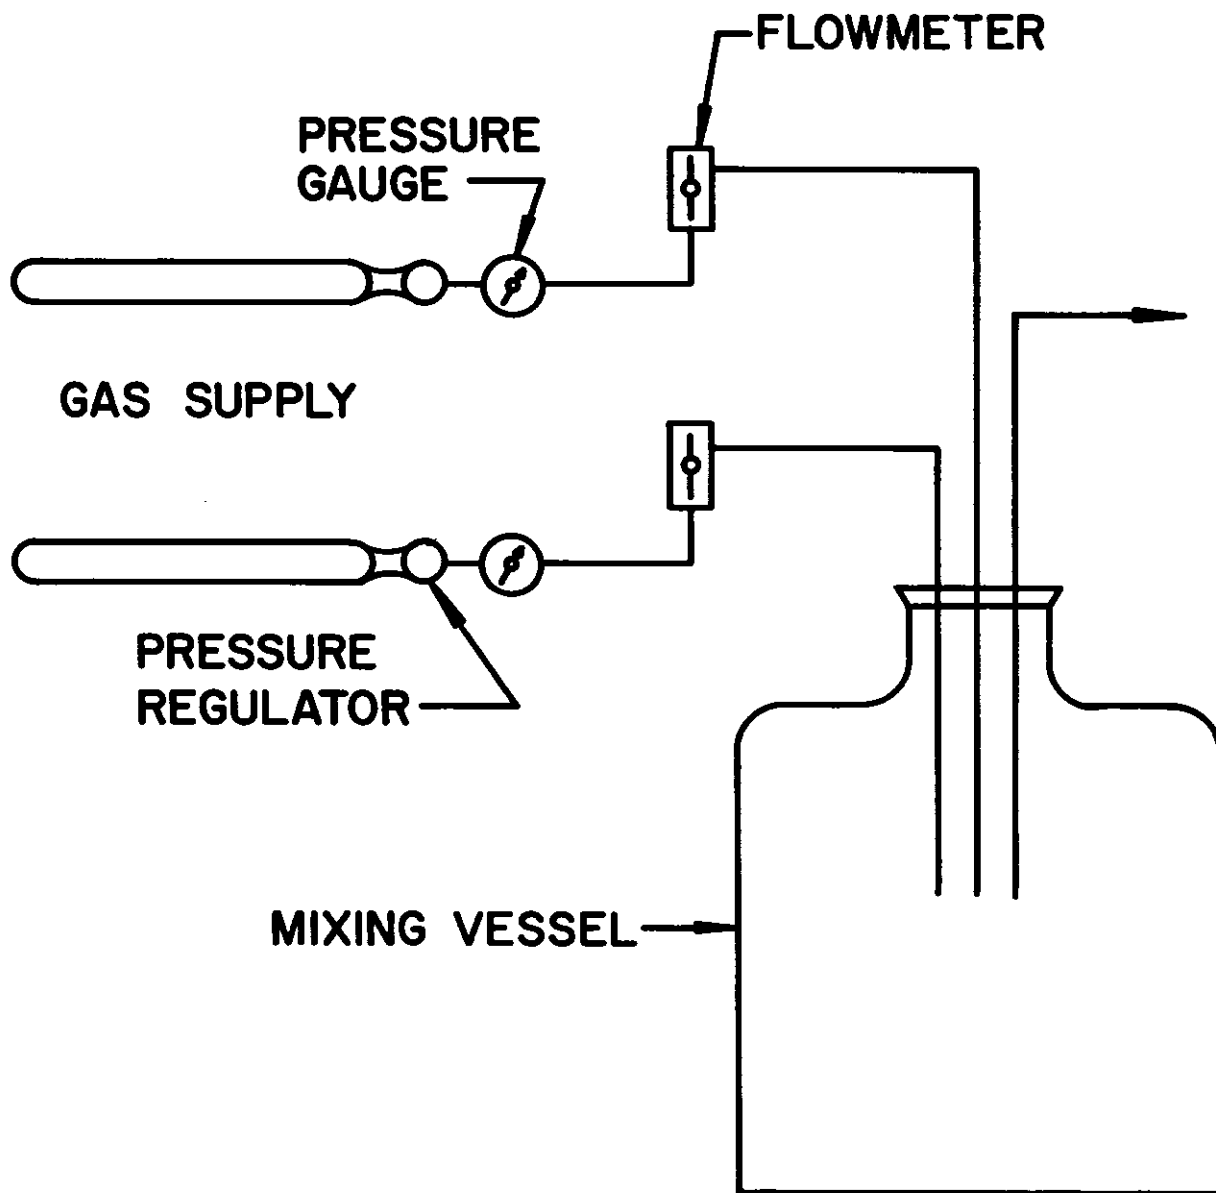 FLOWMETER
PRESSURE
GAUGE
GAS SUPPLY
PRESSURE
REGULATOR
MIXING VESSEL